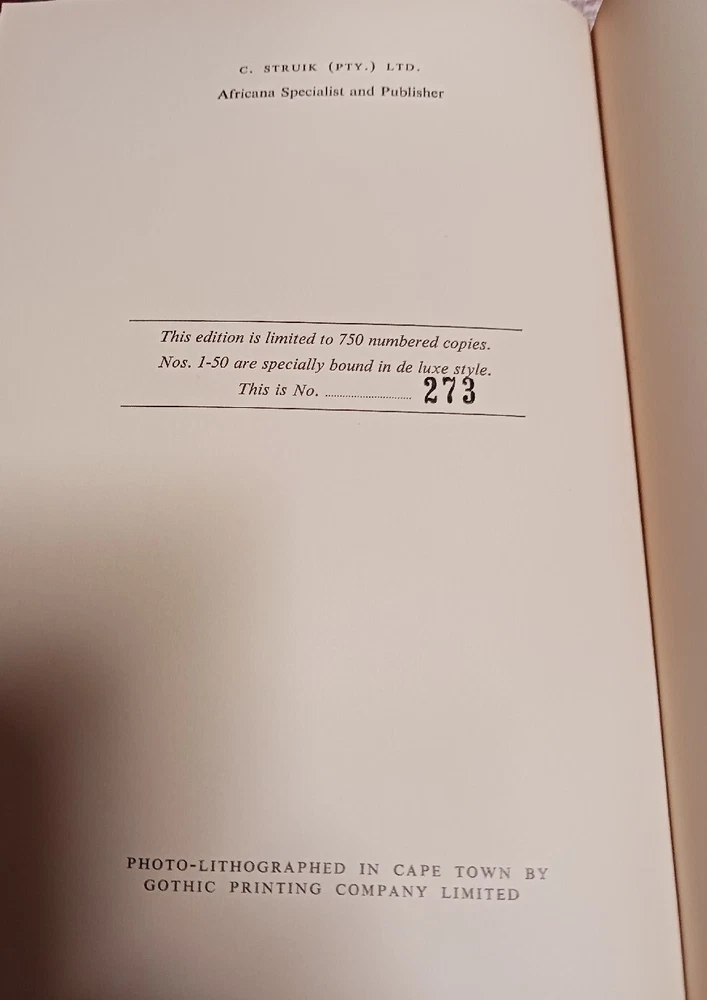 C. STRUIK (PTY.) LTD.
Africana Specialist and Publisher
This edition is limited to 750 numbered copies.
Nos. 1-50 are specially bound in de luxe style.
This is No. .............................. 273
PHOTO-LITHOGRAPHED IN CAPE TOWN BY
GOTHIC PRINTING COMPANY LIMITED